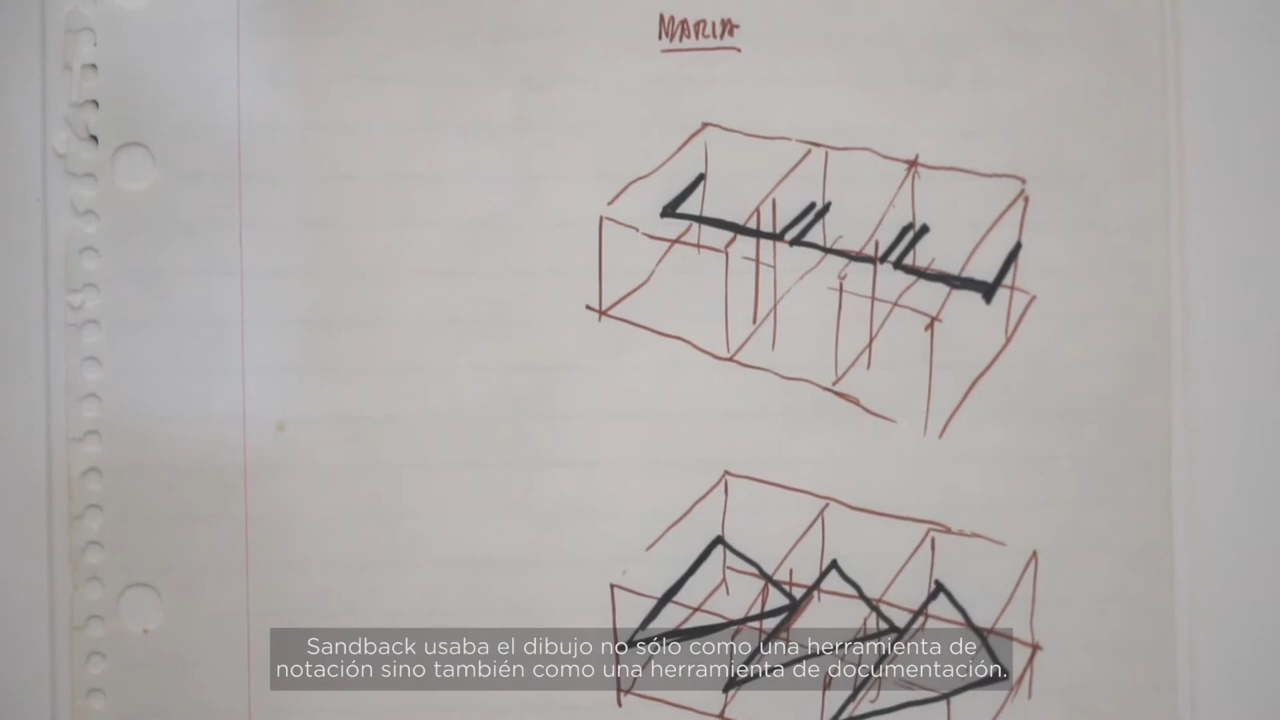 MARIA
Sandback usaba el dibujo no sólo como una herramienta de
notación sino también como una herramienta de documentación.